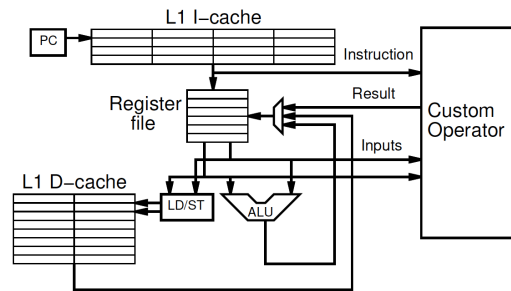 L1 I-cache
PC
Instruction
Register
file
Result
Custom
Operator
Inputs
L1 D-cache
LD/ST
ALU